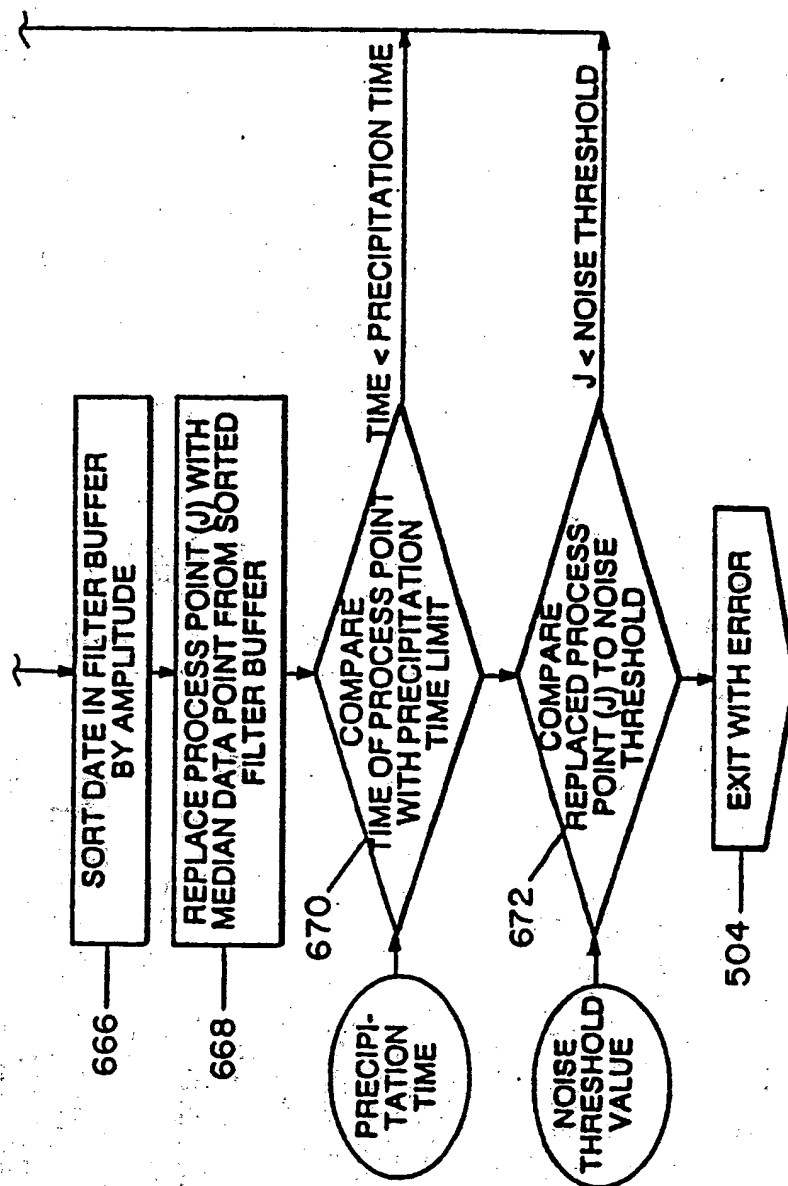 SORT DATE IN FILTER BUFFER
BY AMPLITUDE
666
REPLACE PROCESS POINT (J) WITH
MEDIAN DATA POINT FROM SORTED
FILTER BUFFER
668
COMPARE
TIME OF PROCESS POINT
WITH PRECIPITATION
TIME LIMIT
670
PRECIPI-
TATION
TIME
TIME < PRECIPITATION TIME
COMPARE
REPLACED PROCESS
POINT (J) TO NOISE
THRESHOLD
672
NOISE
THRESHOLD
VALUE
J < NOISE THRESHOLD
EXIT WITH ERROR
504